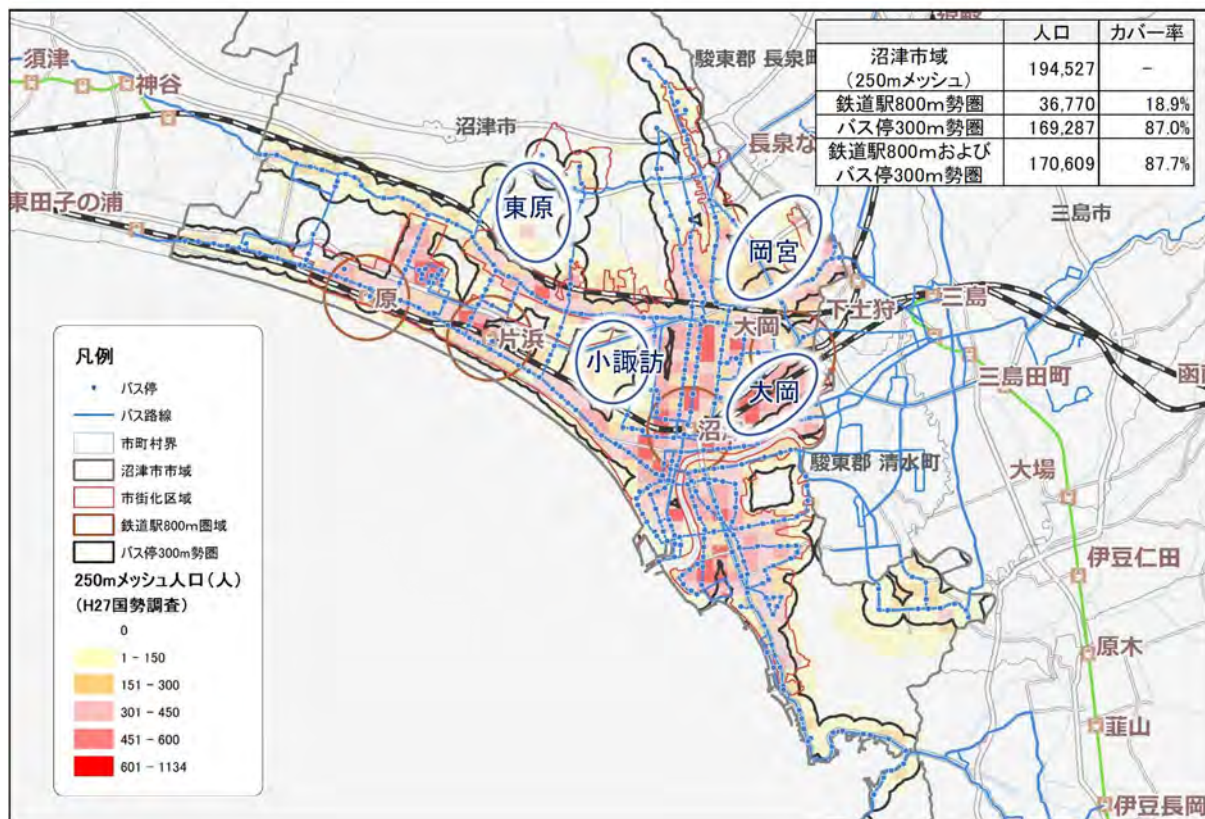 人口
カバー率
沼津市域
(250mメッシュ)
194,527
−
鉄道駅800m勢圏
36,770
18.9%
バス停300m勢圏
169,287
87.0%
鉄道駅800mおよび
バス停300m勢圏
170,609
87.7%
須津
神谷
沼津市
駿東郡 長泉町
長泉な
東田子の浦
東原
岡宮
三島市
原
片浜
小諏訪
大岡
下土狩
三島
大岡
三島田町
函
沼
駿東郡 清水町
大場
伊豆仁田
原木
韮山
伊豆長岡
凡例
バス停
バス路線
市町村界
沼津市市域
市街化区域
鉄道駅800m圏域
バス停300m勢圏
250mメッシュ人口(人)
(H27国勢調査)
0
1 - 150
151 - 300
301 - 450
451 - 600
601 - 1134